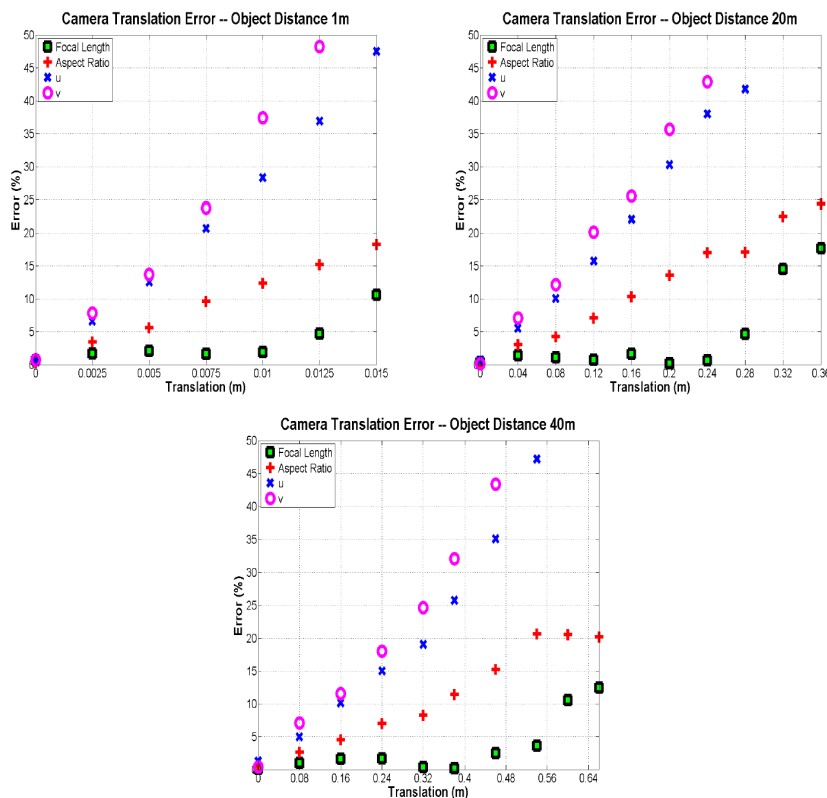 Camera Translation Error -- Object Distance 1m
50
45
40
35
30
25
20
15
10
5
0
Error (%)
Focal Length
Aspect Ratio
u
v
0 0.0025 0.005 0.0075 0.01 0.0125 0.015
Translation (m)
Camera Translation Error -- Object Distance 20m
50
45
40
35
30
25
20
15
10
5
0
Error (%)
Focal Length
Aspect Ratio
u
v
0 0.04 0.08 0.12 0.16 0.2 0.24 0.28 0.32 0.36
Translation (m)
Camera Translation Error -- Object Distance 40m
50
45
40
35
30
25
20
15
10
5
Error (%)
Focal Length
Aspect Ratio
u
v
0 0.08 0.16 0.24 0.32 0.4 0.48 0.56 0.64
Translation (m)